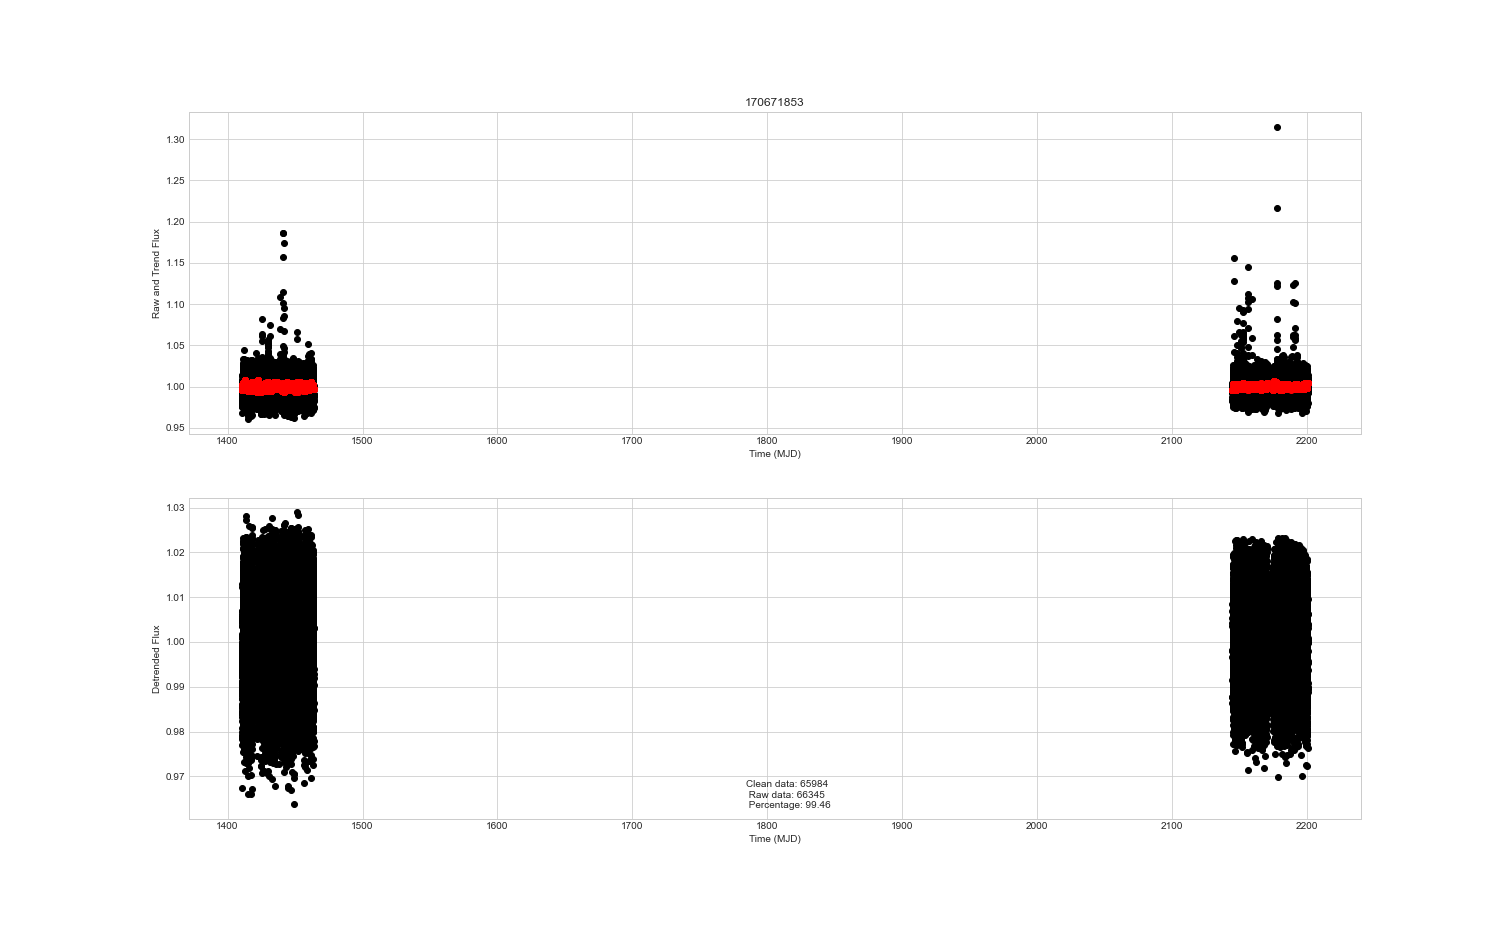 170671853
1.30
1.25
1.20
1.15
1.10
1.05
1.00
0.95
Raw and Trend Flux
1400 1500 1600 1700 1800 1900 2000 2100 2200
Time (MJD)
1.03
1.02
1.01
1.00
0.99
0.98
0.97
Detrended Flux
Clean data: 65984
Raw data: 66345
Percentage: 99.46
1400 1500 1600 1700 1800 1900 2000 2100 2200
Time (MJD)